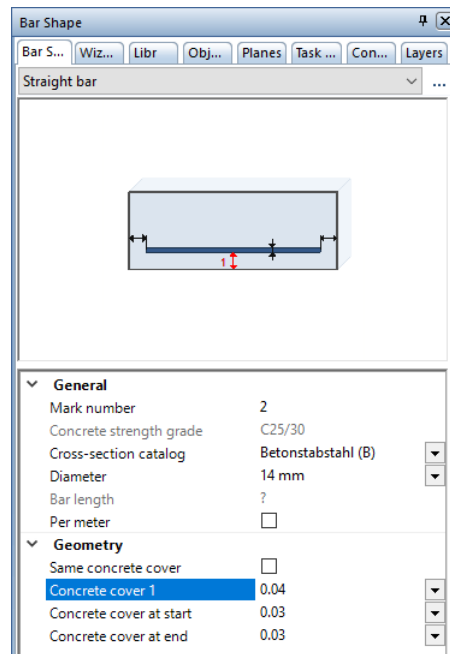 Bar Shape
Bar S... Wiz... Libr Obj... Planes Task ... Con... Layers
Straight bar ...
1
General
Mark number 2
Concrete strength grade C25/30
Cross-section catalog Betonstabstahl (B)
Diameter 14 mm
Bar length ?
Per meter
Geometry
Same concrete cover
Concrete cover 1 0.04
Concrete cover at start 0.03
Concrete cover at end 0.03